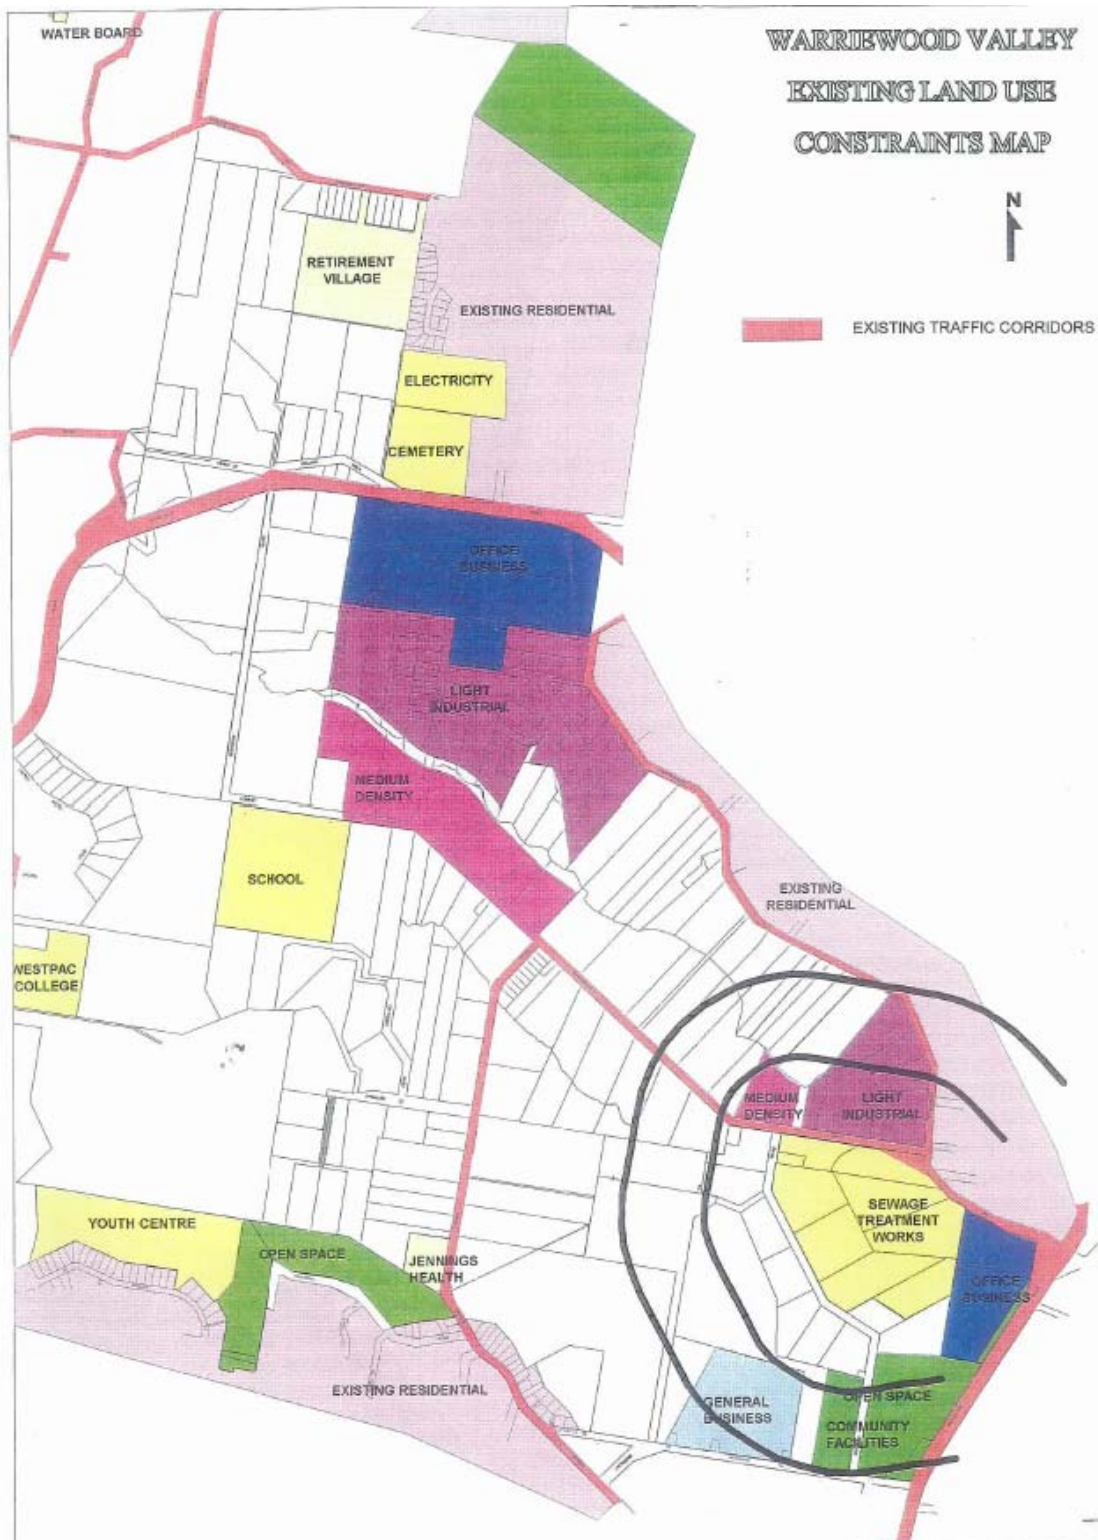 WATER BOARD
WARRIEWOOD VALLEY
EXISTING LAND USE
CONSTRAINTS MAP
N
EXISTING TRAFFIC CORRIDORS
RETIREMENT
VILLAGE
EXISTING RESIDENTIAL
ELECTRICITY
CEMETERY
OFFICE
BUSINESS
LIGHT
INDUSTRIAL
MEDIUM
DENSITY
SCHOOL
EXISTING
RESIDENTIAL
WESTPAC
COLLEGE
MEDIUM
DENSITY
LIGHT
INDUSTRIAL
SEWAGE
TREATMENT
WORKS
YOUTH CENTRE
OPEN SPACE
JENNINGS
HEALTH
OFFICE
BUSINESS
EXISTING RESIDENTIAL
GENERAL
BUSINESS
OPEN SPACE
COMMUNITY
FACILITIES